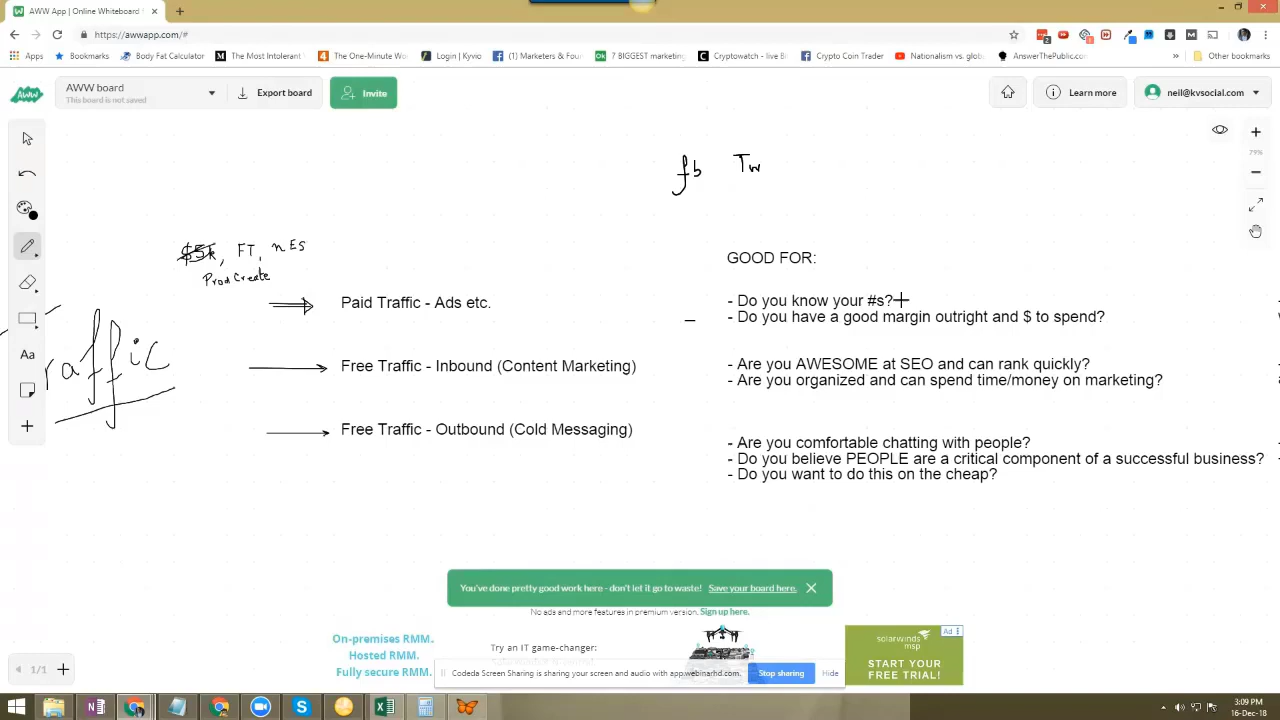 AWW App | Online Whiteboard
https://awwapp.com/#
Apps Bookmarks Body Fat Calculator The Most Intolerant The One-Minute Wor Login | Kyvio (1) Marketers & Foun 7 BIGGEST marketing Cryptowatch - live Bi Crypto Coin Trader Nationalism vs. glob AnswerThePublic.com » Other bookmarks
AWW board
This board is not saved
Export board
Invite
Learn more
neil@kvsocial.com
79%
fb Tw
$5k, FT, n Es
Prod Create
raffic
Paid Traffic - Ads etc.
Free Traffic - Inbound (Content Marketing)
Free Traffic - Outbound (Cold Messaging)
GOOD FOR:
- Do you know your #s?
- Do you have a good margin outright and $ to spend?
- Are you AWESOME at SEO and can rank quickly?
- Are you organized and can spend time/money on marketing?
- Are you comfortable chatting with people?
- Do you believe PEOPLE are a critical component of a successful business?
- Do you want to do this on the cheap?
Aa
You've done pretty good work here - don't let it go to waste! Save your board here.
No ads and more features in premium version. Sign up here.
On-premises RMM.
Hosted RMM.
Fully secure RMM.
Try an IT game-changer:
solarwinds
msp
Ad
START YOUR
FREE TRIAL!
Codeda Screen Sharing is sharing your screen and audio with app.webinarhd.com.
Stop sharing
Hide
1/1
3:09 PM
16-Dec-18